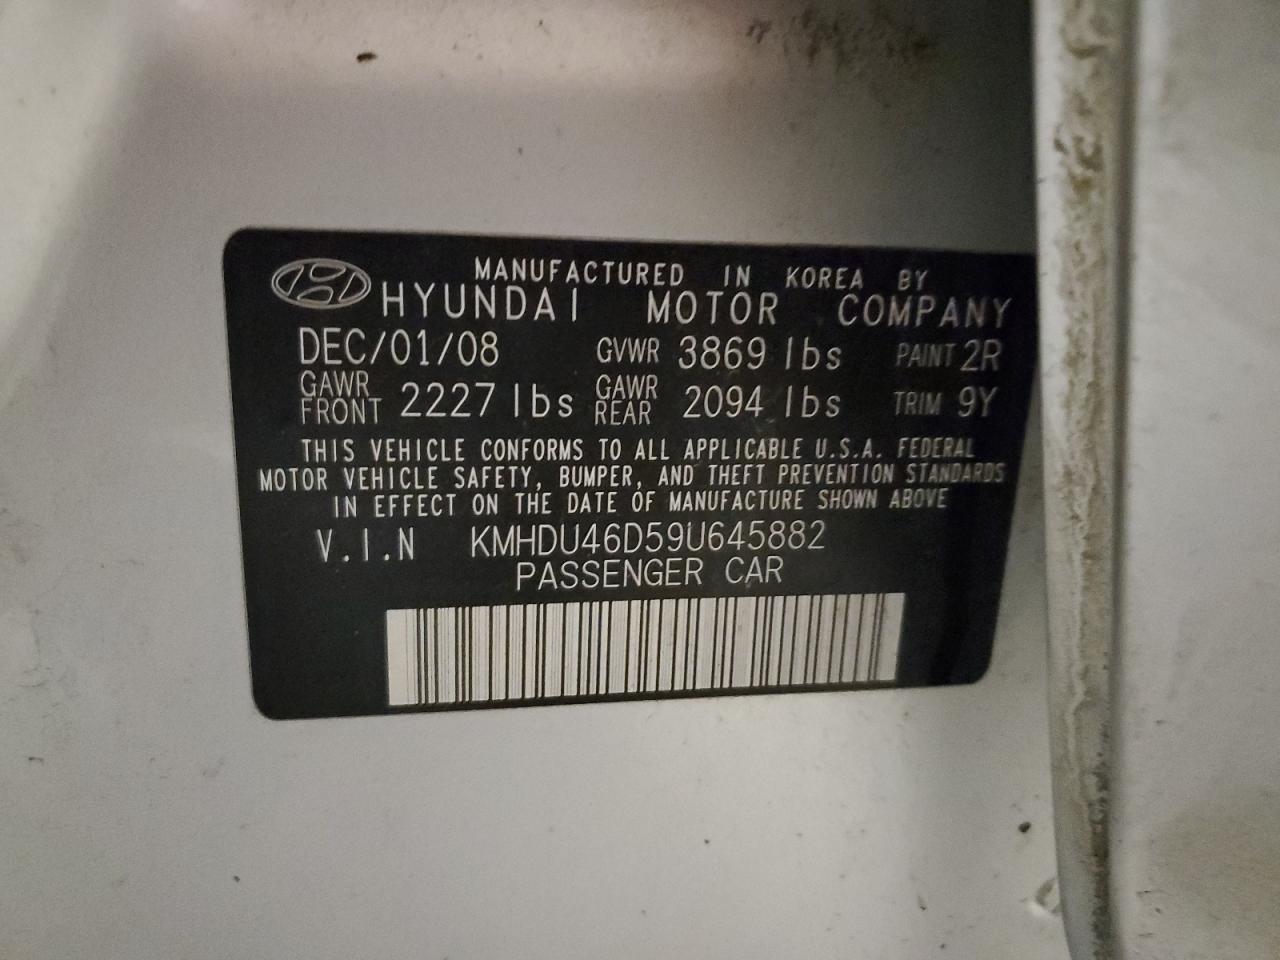 MANUFACTURED IN KOREA BY
HYUNDAI MOTOR COMPANY
DEC/01/08 GVWR 3869 lbs PAINT 2R
GAWR FRONT 2227 lbs GAWR REAR 2094 lbs TRIM 9Y
THIS VEHICLE CONFORMS TO ALL APPLICABLE U.S.A. FEDERAL
MOTOR VEHICLE SAFETY, BUMPER, AND THEFT PREVENTION STANDARDS
IN EFFECT ON THE DATE OF MANUFACTURE SHOWN ABOVE
V.I.N KMHDU46D59U645882
PASSENGER CAR